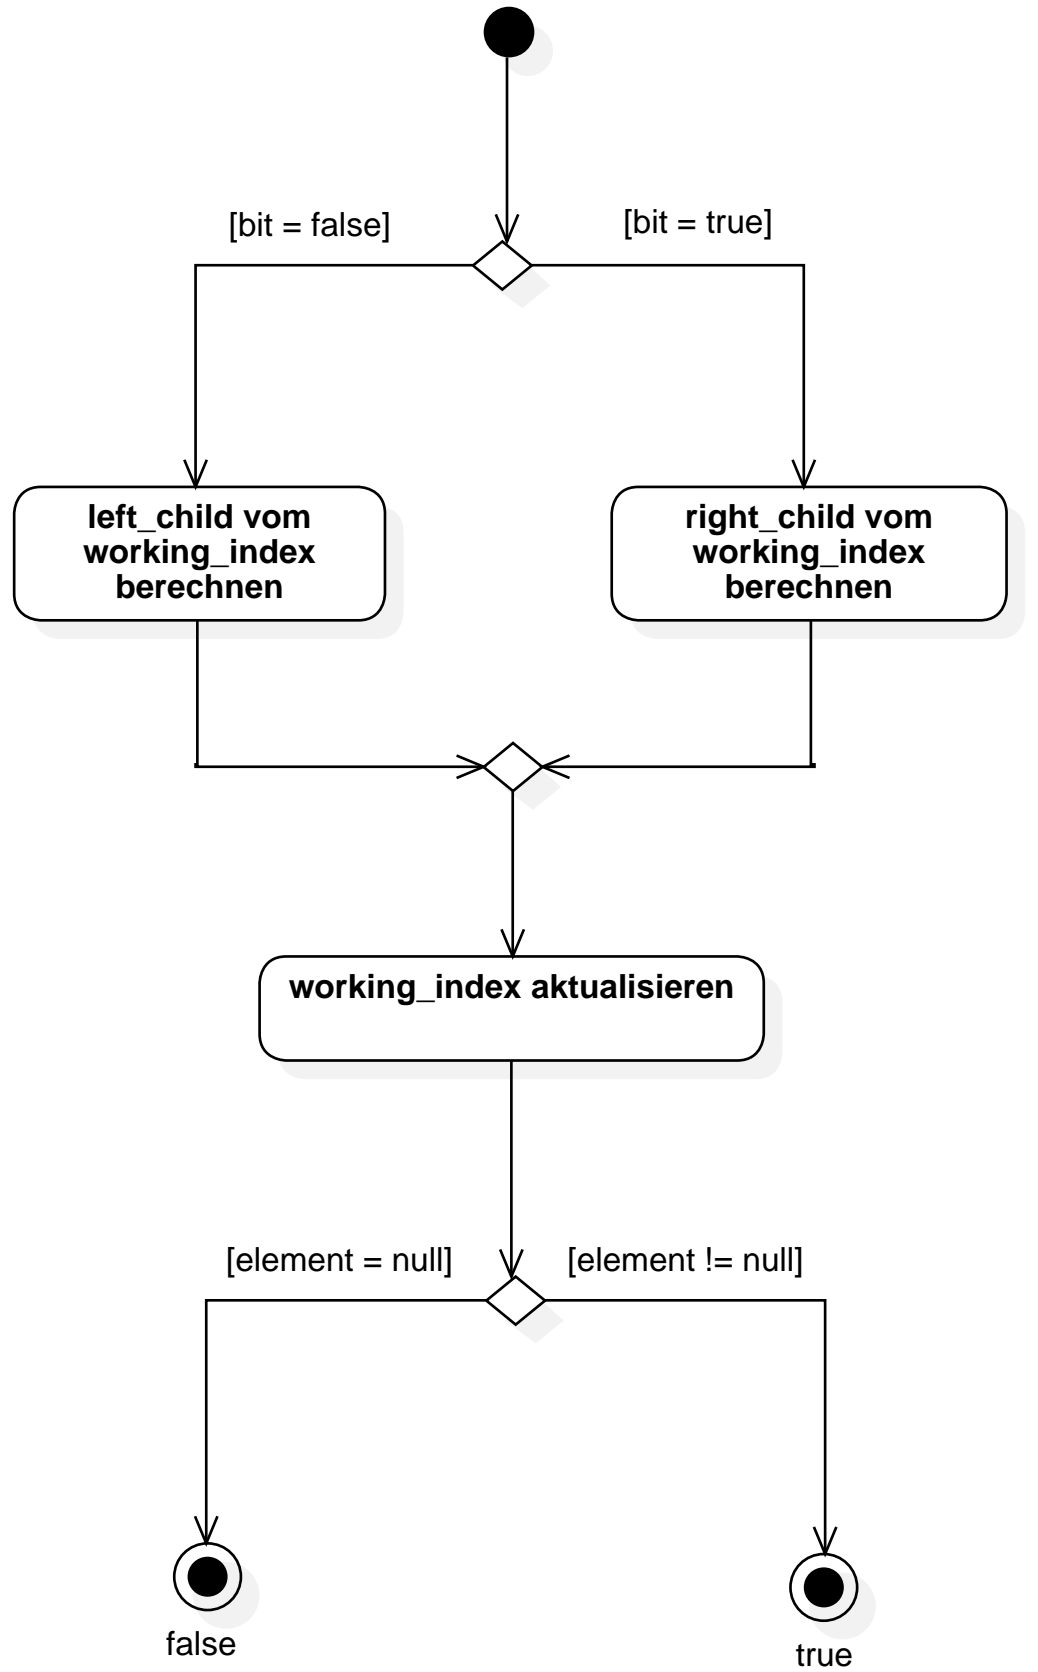 [bit = false]
[bit = true]
left_child vom
working_index
berechnen
right_child vom
working_index
berechnen
working_index aktualisieren
[element = null]
[element != null]
false
true